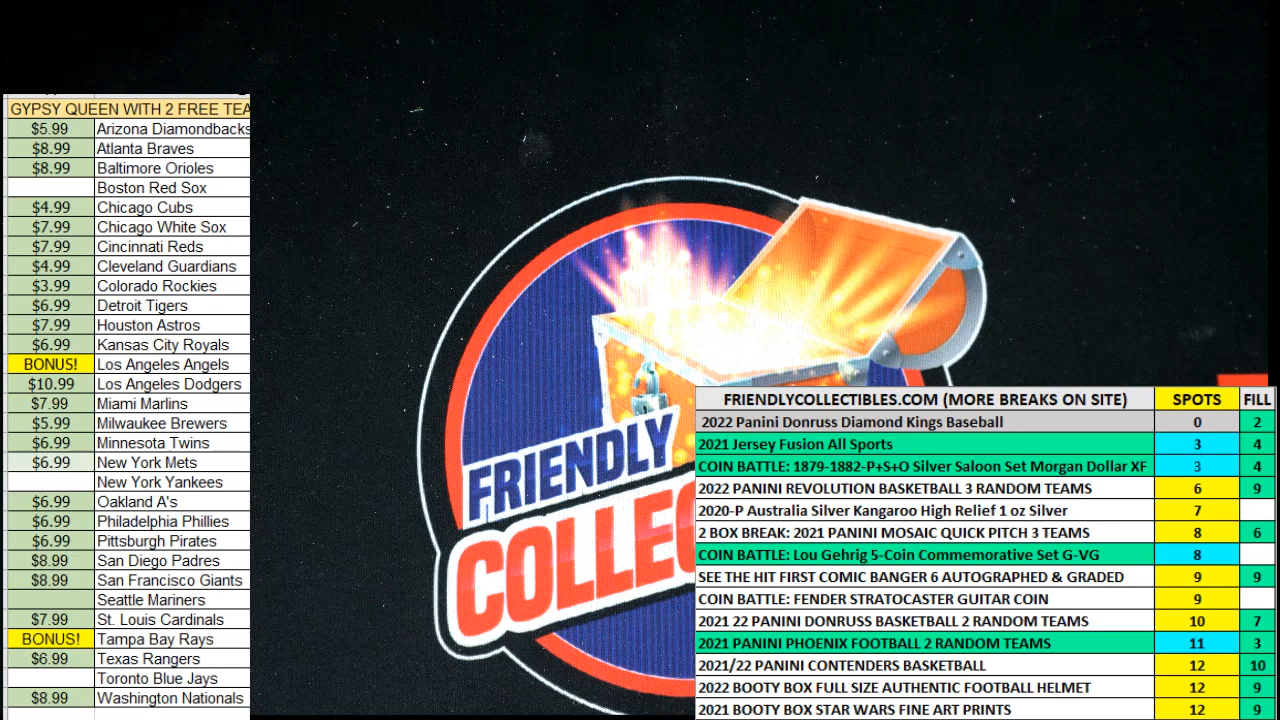 GYPSY QUEEN WITH 2 FREE TEA
$5.99 Arizona Diamondbacks
$8.99 Atlanta Braves
$8.99 Baltimore Orioles
Boston Red Sox
$4.99 Chicago Cubs
$7.99 Chicago White Sox
$7.99 Cincinnati Reds
$4.99 Cleveland Guardians
$3.99 Colorado Rockies
$6.99 Detroit Tigers
$7.99 Houston Astros
$6.99 Kansas City Royals
BONUS! Los Angeles Angels
$10.99 Los Angeles Dodgers
$7.99 Miami Marlins
$5.99 Milwaukee Brewers
$6.99 Minnesota Twins
$6.99 New York Mets
New York Yankees
$6.99 Oakland A's
$6.99 Philadelphia Phillies
$6.99 Pittsburgh Pirates
$8.99 San Diego Padres
$8.99 San Francisco Giants
Seattle Mariners
$7.99 St. Louis Cardinals
BONUS! Tampa Bay Rays
$6.99 Texas Rangers
Toronto Blue Jays
$8.99 Washington Nationals
FRIENDLY
COLLEC
FRIENDLYCOLLECTIBLES.COM (MORE BREAKS ON SITE) SPOTS FILL
2022 Panini Donruss Diamond Kings Baseball 0 2
2021 Jersey Fusion All Sports 3 4
COIN BATTLE: 1879-1882-P+S+O Silver Saloon Set Morgan Dollar XF 3 4
2022 PANINI REVOLUTION BASKETBALL 3 RANDOM TEAMS 6 9
2020-P Australia Silver Kangaroo High Relief 1 oz Silver 7
2 BOX BREAK: 2021 PANINI MOSAIC QUICK PITCH 3 TEAMS 8 6
COIN BATTLE: Lou Gehrig 5-Coin Commemorative Set G-VG 8
SEE THE HIT FIRST COMIC BANGER 6 AUTOGRAPHED & GRADED 9 9
COIN BATTLE: FENDER STRATOCASTER GUITAR COIN 9
2021 22 PANINI DONRUSS BASKETBALL 2 RANDOM TEAMS 10 7
2021 PANINI PHOENIX FOOTBALL 2 RANDOM TEAMS 11 3
2021/22 PANINI CONTENDERS BASKETBALL 12 10
2022 BOOTY BOX FULL SIZE AUTHENTIC FOOTBALL HELMET 12 9
2021 BOOTY BOX STAR WARS FINE ART PRINTS 12 9